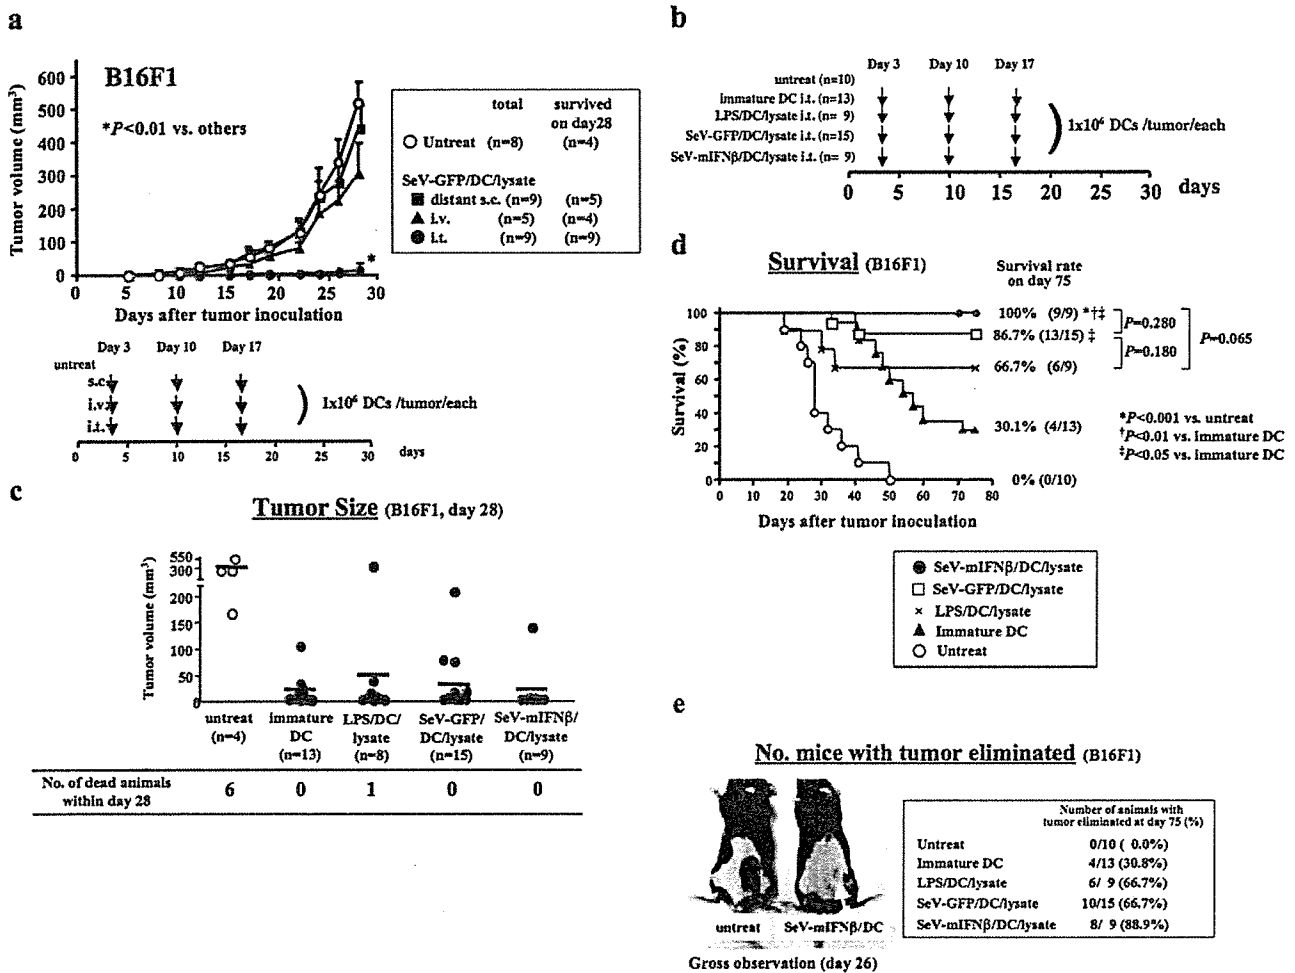 a
B16F1
*P<0.01 vs. others
Tumor volume (mm³)
600
500
400
300
200
100
0
0 5 10 15 20 25 30
Days after tumor inoculation
*
total survived
on day28
Untreat (n=8) (n=4)
SeV-GFP/DC/lysate
distant s.c. (n=9) (n=5)
i.v. (n=5) (n=4)
i.t. (n=9) (n=9)
Day 3 Day 10 Day 17
untreat
s.c.
i.v.
i.t.
1x10⁶ DCs /tumor/each
0 5 10 15 20 25 30 days
b
Day 3 Day 10 Day 17
untreat (n=10)
immature DC i.t. (n=13)
LPS/DC/lysate i.t. (n= 9)
SeV-GFP/DC/lysate i.t. (n=15)
SeV-mIFNβ/DC/lysate i.t. (n= 9)
1x10⁶ DCs /tumor/each
0 5 10 15 20 25 30 days
c
Tumor Size (B16F1, day 28)
Tumor volume (mm³)
550
300
200
150
100
50
0
untreat immature LPS/DC/ SeV-GFP/ SeV-mIFNβ/
(n=4) DC lysate DC/lysate DC/lysate
(n=13) (n=8) (n=15) (n=9)
No. of dead animals
within day 28
6 0 1 0 0
d
Survival (B16F1)
Survival rate
on day 75
Survival (%)
100
80
60
40
20
0
0 10 20 30 40 50 60 70 80
Days after tumor inoculation
100% (9/9) *†‡
86.7% (13/15) ‡
66.7% (6/9)
30.1% (4/13)
0% (0/10)
P=0.280
P=0.180
P=0.065
*P<0.001 vs. untreat
†P<0.01 vs. immature DC
‡P<0.05 vs. immature DC
SeV-mIFNβ/DC/lysate
SeV-GFP/DC/lysate
LPS/DC/lysate
Immature DC
Untreat
e
No. mice with tumor eliminated (B16F1)
untreat SeV-mIFNβ/DC
Gross observation (day 26)
Number of animals with
tumor eliminated at day 75 (%)
Untreat 0/10 ( 0.0%)
Immature DC 4/13 (30.8%)
LPS/DC/lysate 6/ 9 (66.7%)
SeV-GFP/DC/lysate 10/15 (66.7%)
SeV-mIFNβ/DC/lysate 8/ 9 (88.9%)